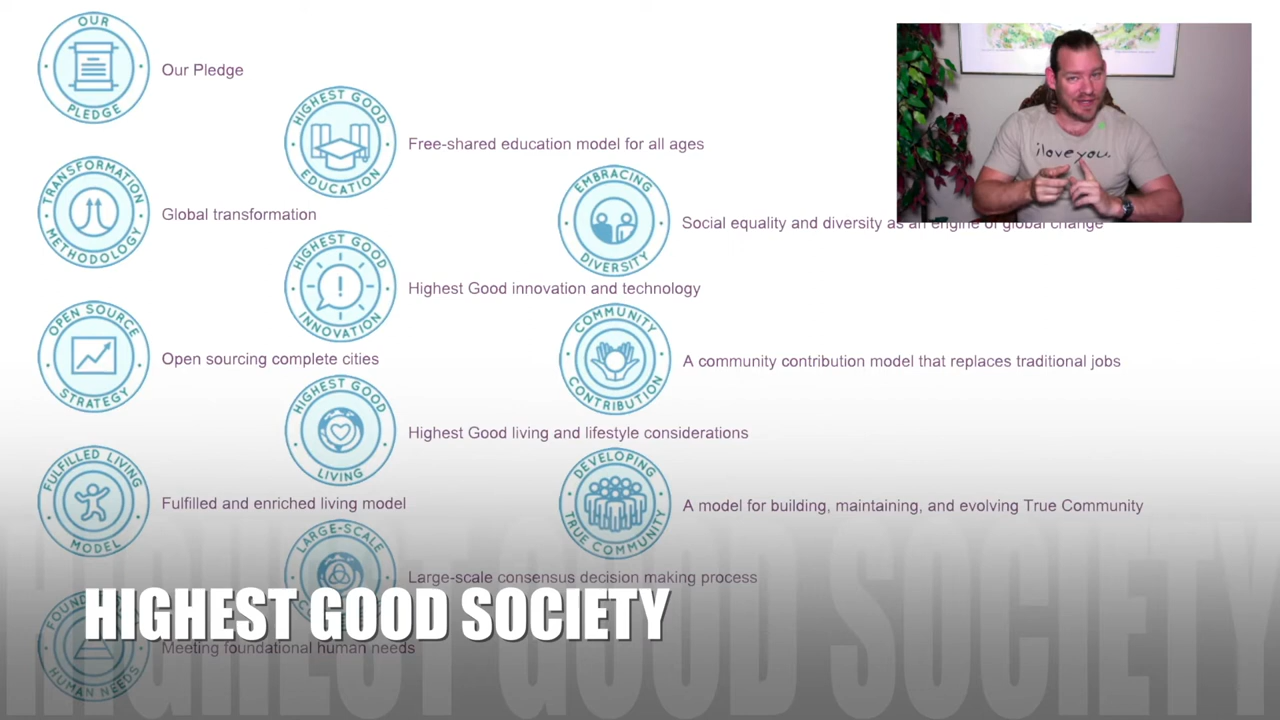 OUR PLEDGE
Our Pledge
HIGHEST GOOD EDUCATION
Free-shared education model for all ages
TRANSFORMATION METHODOLOGY
Global transformation
EMBRACING DIVERSITY
Social equality and diversity as an engine of global change
HIGHEST GOOD INNOVATION
Highest Good innovation and technology
OPEN SOURCE STRATEGY
Open sourcing complete cities
COMMUNITY CONTRIBUTION
A community contribution model that replaces traditional jobs
HIGHEST GOOD LIVING
Highest Good living and lifestyle considerations
FULFILLED LIVING MODEL
Fulfilled and enriched living model
DEVELOPING TRUE COMMUNITY
A model for building, maintaining, and evolving True Community
LARGE-SCALE
Large-scale consensus decision making process
HUMAN NEEDS
Meeting foundational human needs
i love you.
HIGHEST GOOD SOCIETY
HIGHEST GOOD SOCIETY